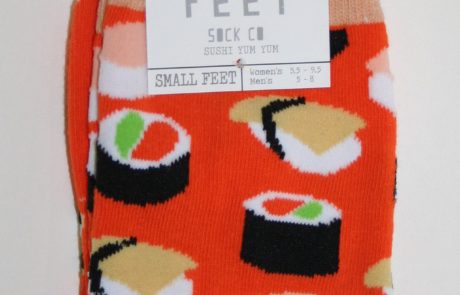 FEET
SOCK CO
SUSHI YUM YUM
SMALL FEET
Women's 5.5 - 9.5
Men's 5 - 8